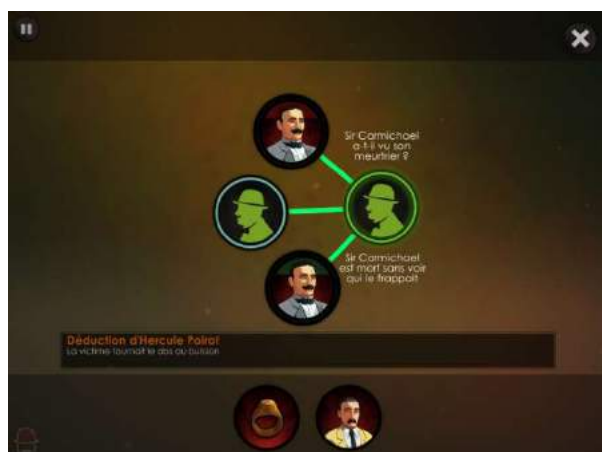 Sir Carmichael
a-t-il vu son
meurtrier ?
Sir Carmichael
est mort sans voir
qui le frappait
Déduction d'Hercule Poirot
La victime tournait le dos au buisson